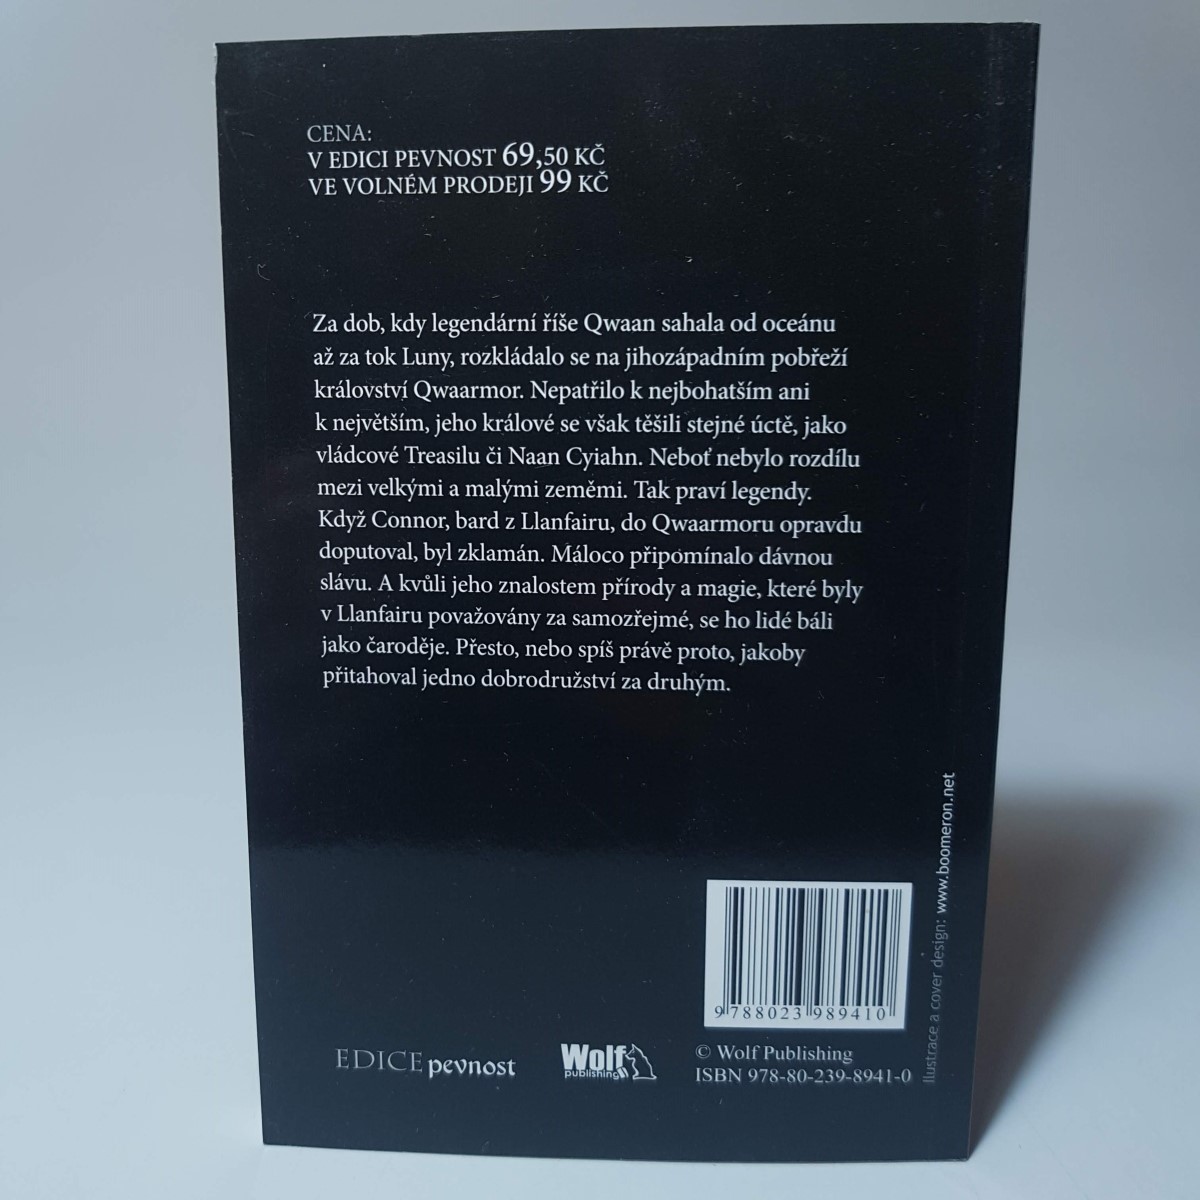 CENA:
V EDICI PEVNOST 69,50 KČ
VE VOLNÉM PRODEJI 99 KČ
Za dob, kdy legendární říše Qwaan sahala od oceánu
až za tok Luny, rozkládalo se na jihozápadním pobřeží
království Qwaarmor. Nepatřilo k nejbohatším ani
k největším, jeho králové se však těšili stejné úctě, jako
vládcové Treasilu či Naan Cyiahn. Neboť nebylo rozdílu
mezi velkými a malými zeměmi. Tak praví legendy.
Když Connor, bard z Llanfairu, do Qwaarmoru opravdu
doputoval, byl zklamán. Máloco připomínalo dávnou
slávu. A kvůli jeho znalostem přírody a magie, které byly
v Llanfairu považovány za samozřejmé, se ho lidé báli
jako čaroděje. Přesto, nebo spíš právě proto, jakoby
přitahoval jedno dobrodružství za druhým.
Ilustrace a cover design: www.boomeron.net
9 788023 989410
EDICE pevnost
Wolf
publishing
© Wolf Publishing
ISBN 978-80-239-8941-0